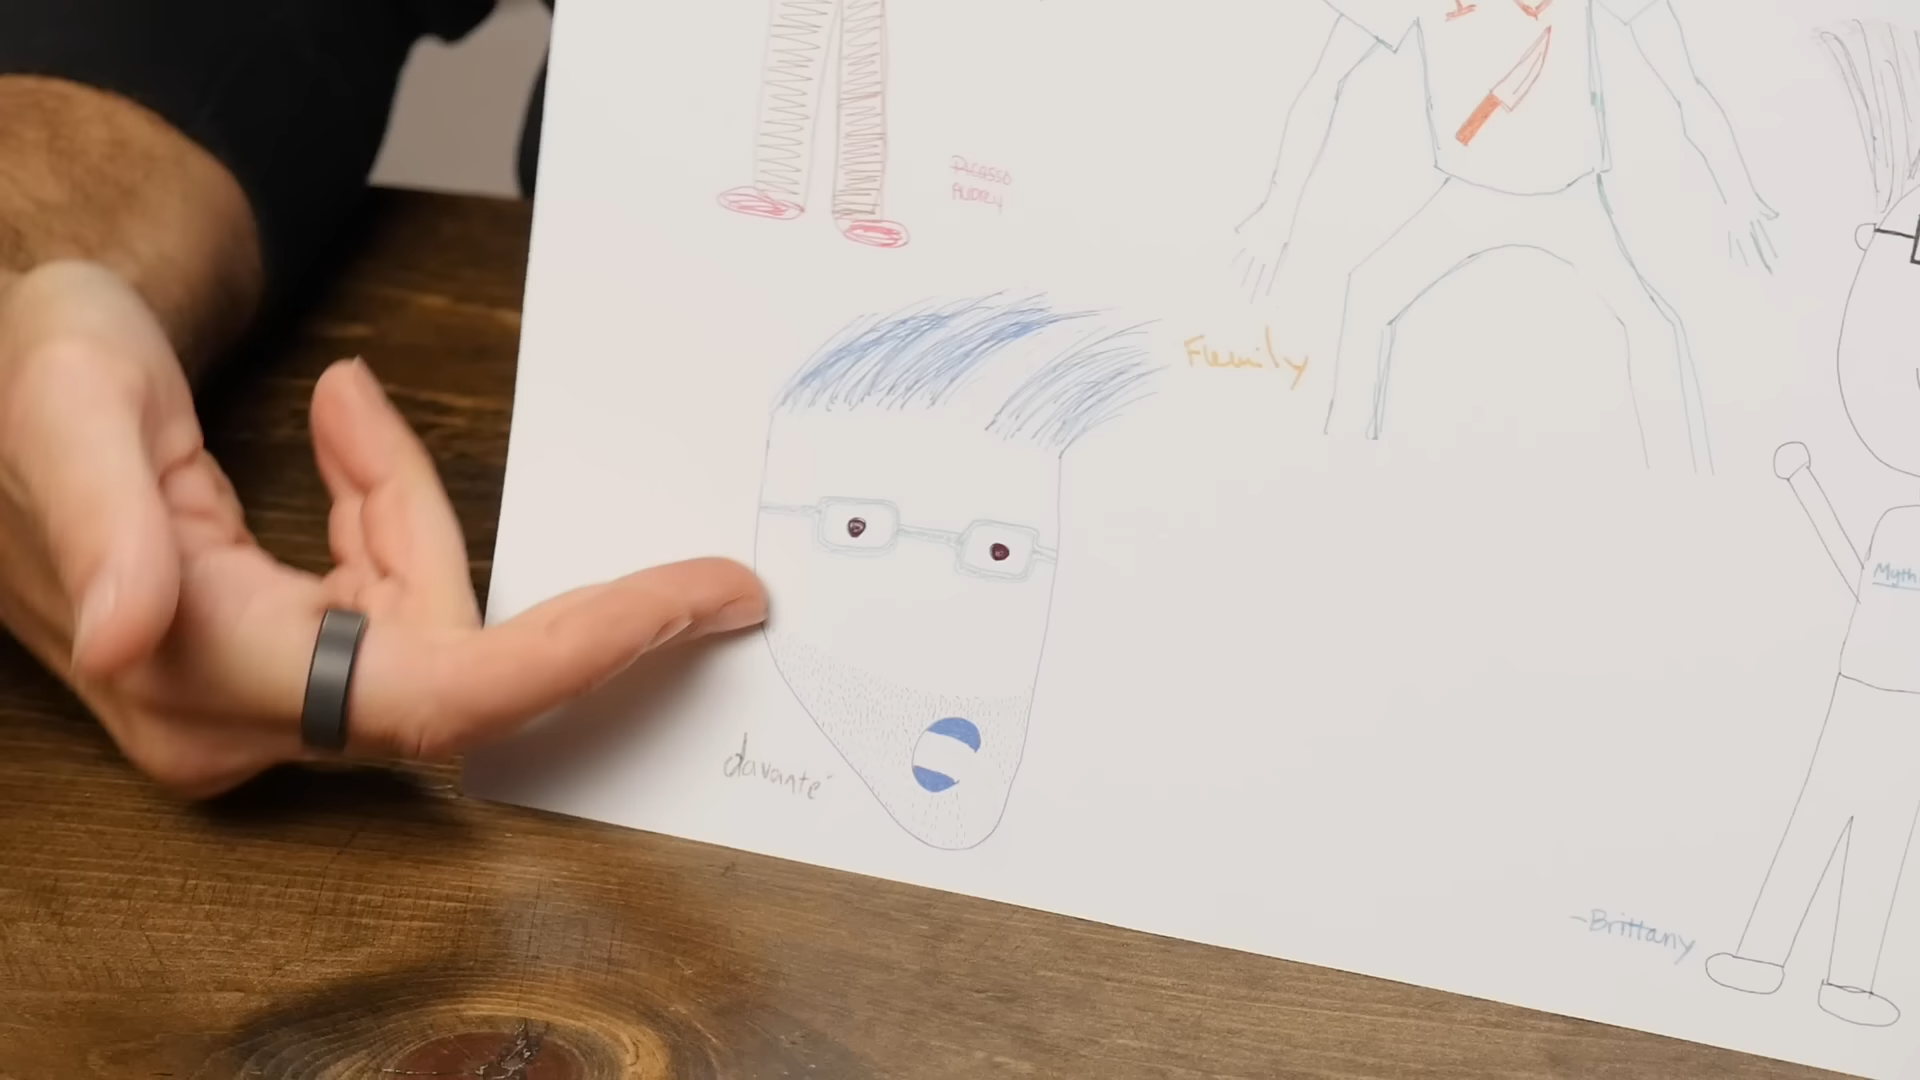 PICASSO
AUDREY
Flemily
davante
Myth
-Brittany